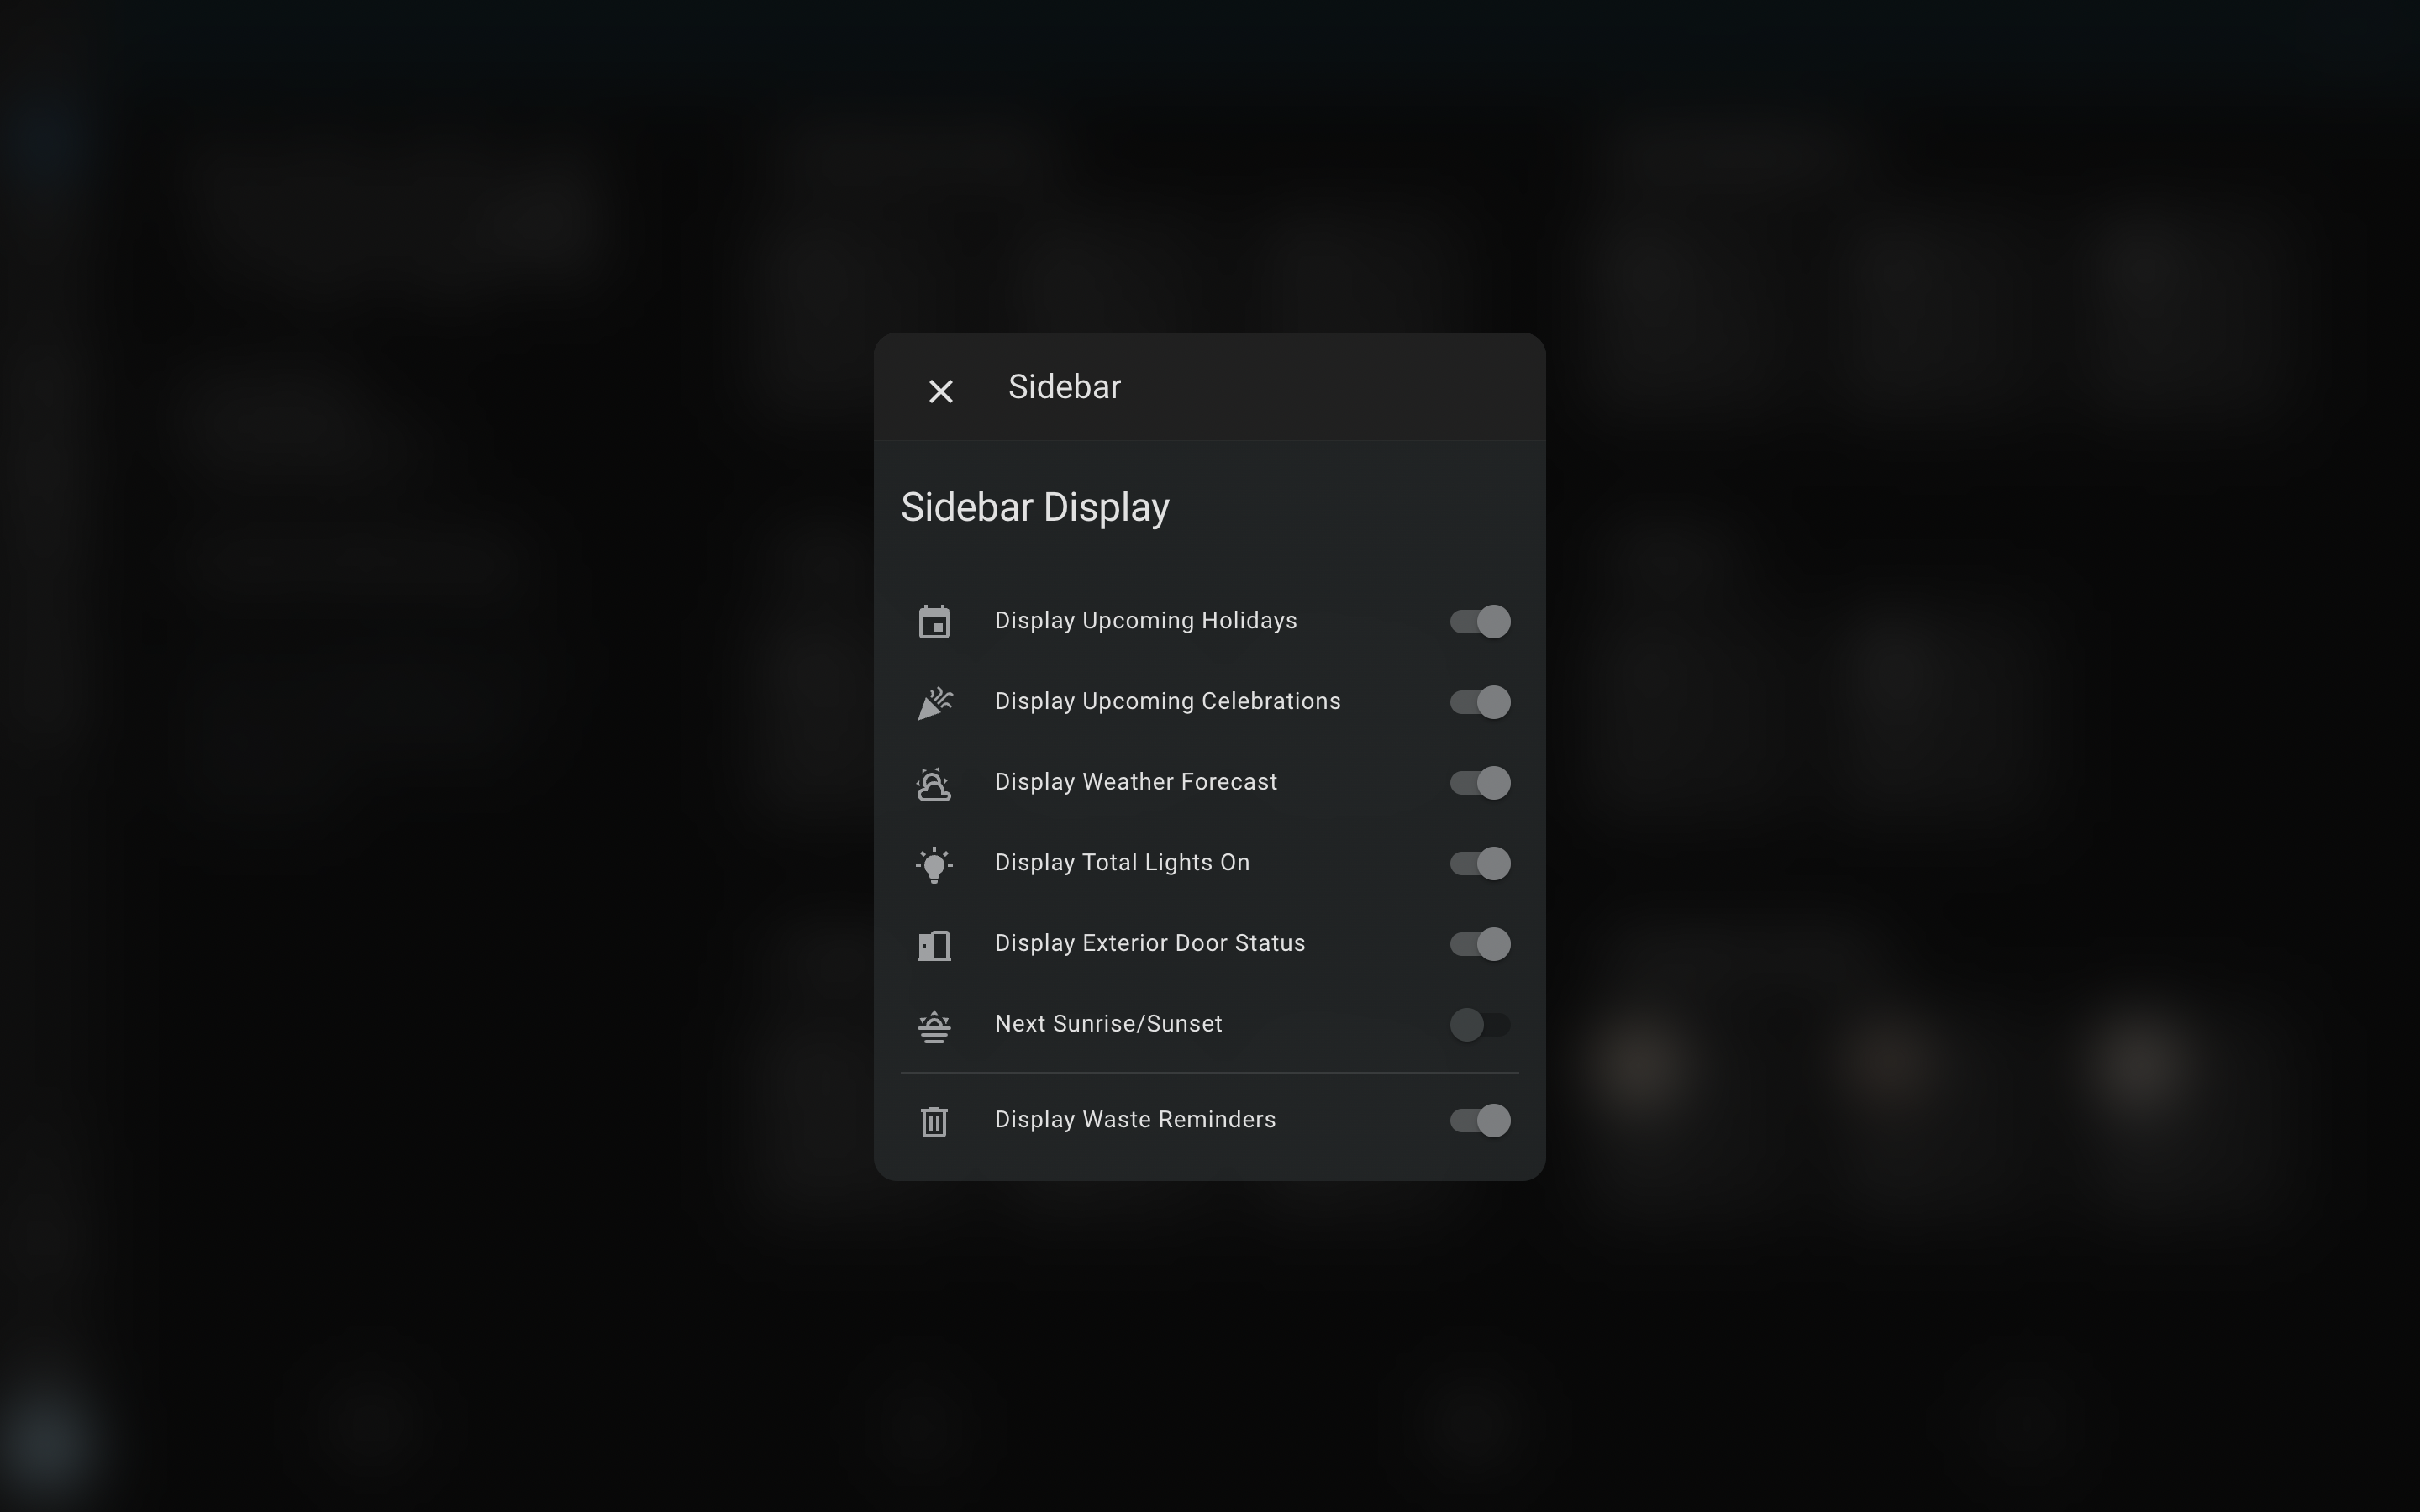 Sidebar
Sidebar Display
Display Upcoming Holidays
Display Upcoming Celebrations
Display Weather Forecast
Display Total Lights On
Display Exterior Door Status
Next Sunrise/Sunset
Display Waste Reminders